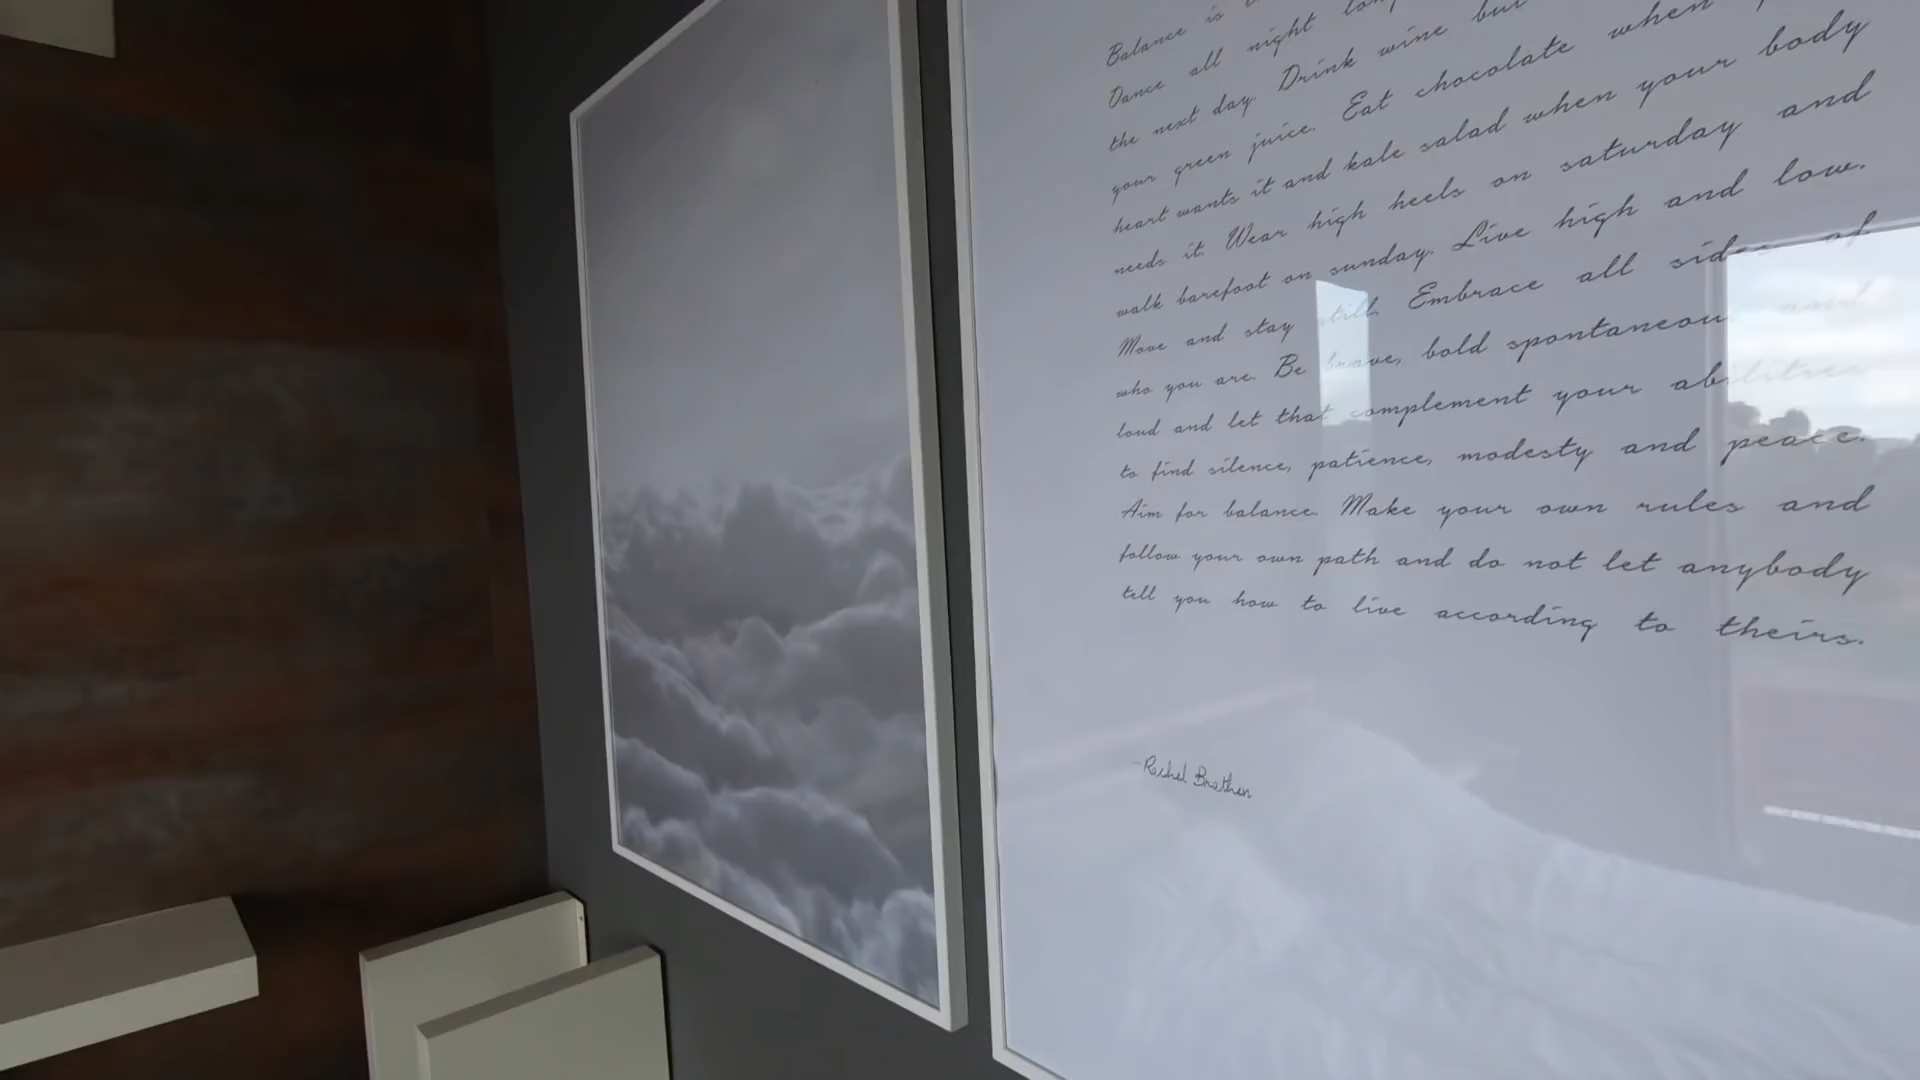 Balance is
Dance all night long
the next day. Drink wine but
your green juice. Eat chocolate when
heart wants it and kale salad when your body
needs it. Wear high heels on saturday and
walk barefoot on sunday. Live high and low.
Move and stay still. Embrace all sides of
who you are. Be brave, bold spontaneous and
loud and let that complement your abilities
to find silence, patience, modesty and peace.
Aim for balance. Make your own rules and
follow your own path and do not let anybody
tell you how to live according to theirs.
-Rachel Brathen